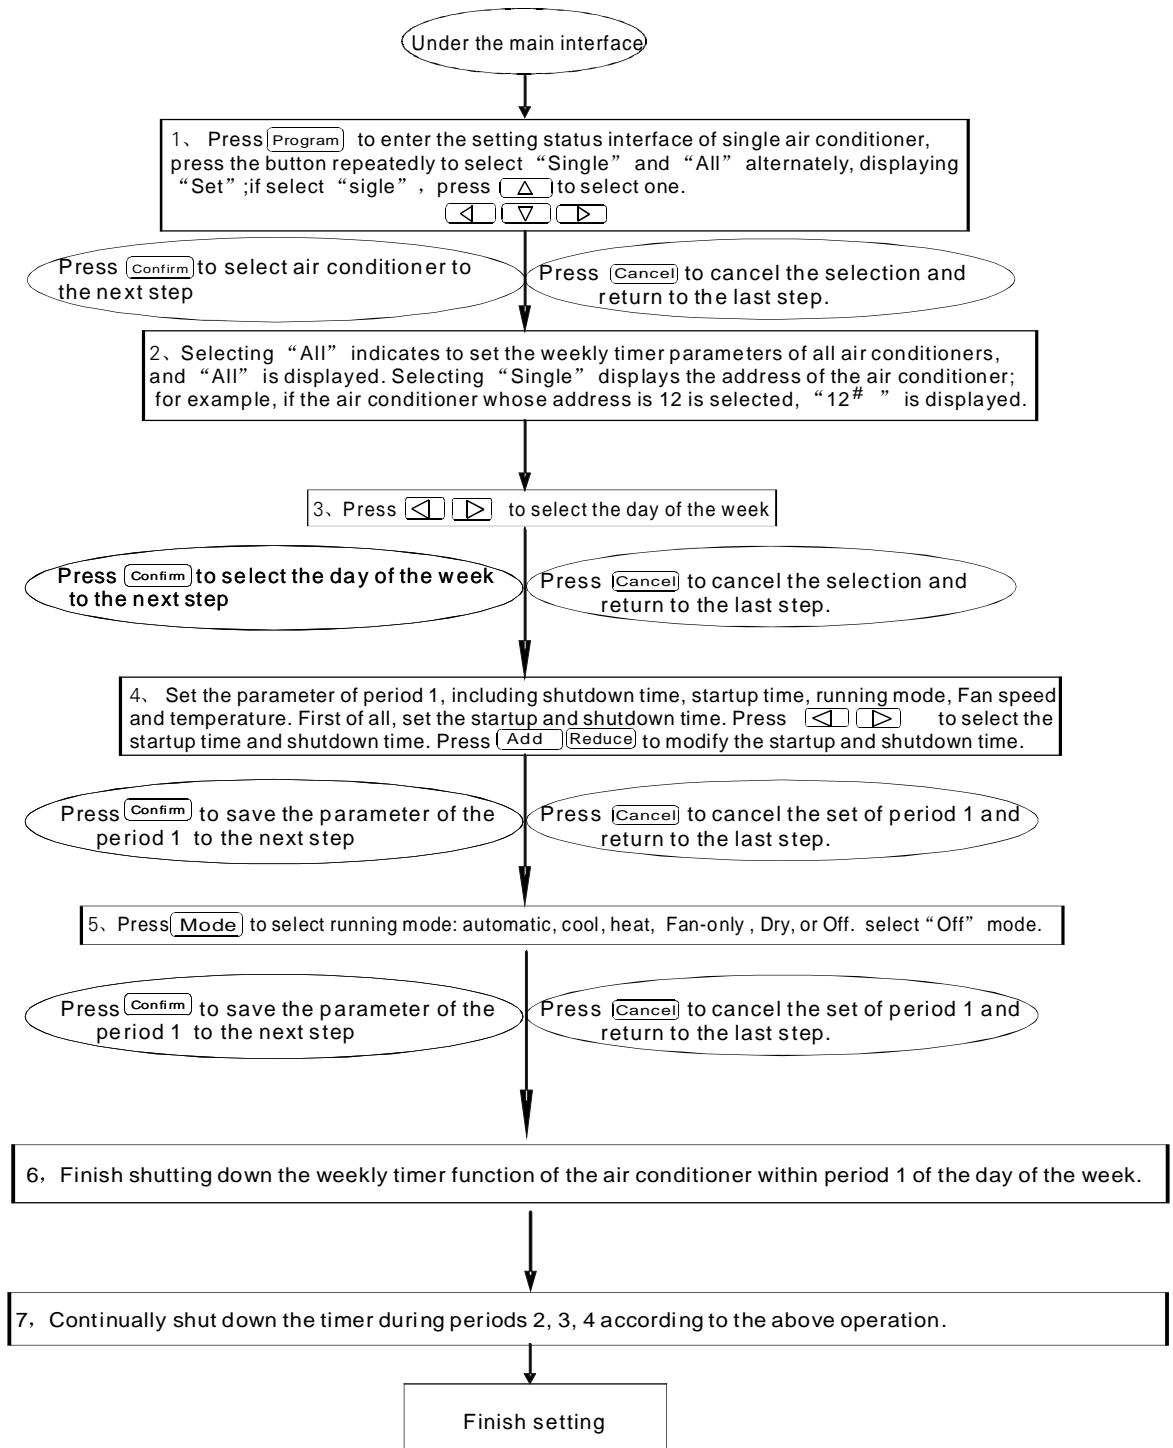 Under the main interface
1、 Press Program to enter the setting status interface of single air conditioner,
press the button repeatedly to select “Single” and “All” alternately, displaying
“Set”;if select “sigle”, press △ to select one.
◁ ▽ ▷
Press Confirm to select air conditioner to
the next step
Press Cancel to cancel the selection and
return to the last step.
2、Selecting “All” indicates to set the weekly timer parameters of all air conditioners,
and “All” is displayed. Selecting “Single” displays the address of the air conditioner;
for example, if the air conditioner whose address is 12 is selected, “12# ” is displayed.
3、Press ◁ ▷ to select the day of the week
Press Confirm to select the day of the week
to the next step
Press Cancel to cancel the selection and
return to the last step.
4、 Set the parameter of period 1, including shutdown time, startup time, running mode, Fan speed
and temperature. First of all, set the startup and shutdown time. Press ◁ ▷ to select the
startup time and shutdown time. Press Add Reduce to modify the startup and shutdown time.
Press Confirm to save the parameter of the
period 1 to the next step
Press Cancel to cancel the set of period 1 and
return to the last step.
5、Press Mode to select running mode: automatic, cool, heat, Fan-only , Dry, or Off. select “Off” mode.
Press Confirm to save the parameter of the
period 1 to the next step
Press Cancel to cancel the set of period 1 and
return to the last step.
6， Finish shutting down the weekly timer function of the air conditioner within period 1 of the day of the week.
7，Continually shut down the timer during periods 2, 3, 4 according to the above operation.
Finish setting